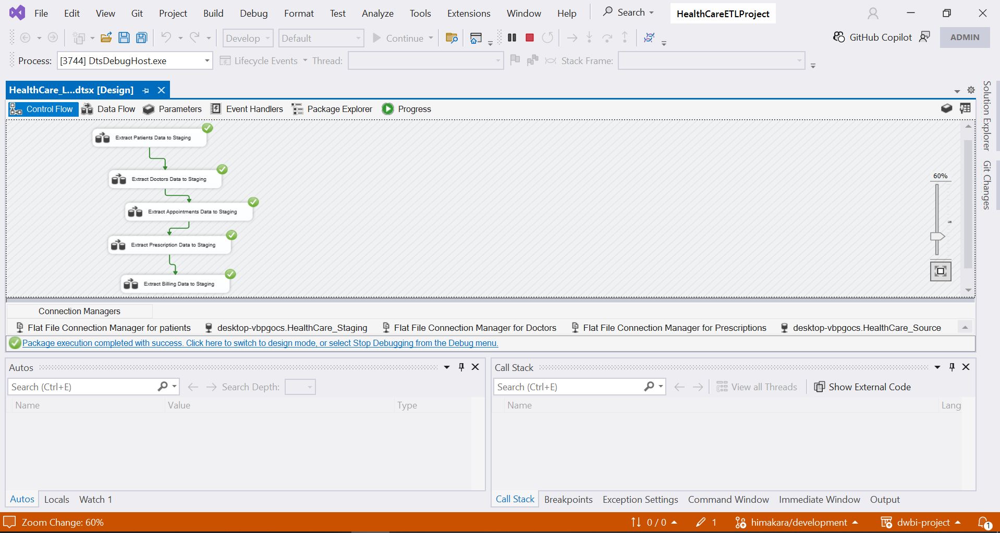 File Edit View Git Project Build Debug Format Test Analyze Tools Extensions Window Help Search HealthCareETLProject
Develop Default Continue GitHub Copilot ADMIN
Process: [3744] DtsDebugHost.exe Lifecycle Events Thread: Stack Frame:
HealthCare_L...dtsx [Design]
Control Flow Data Flow Parameters Event Handlers Package Explorer Progress
Extract Patients Data to Staging
Extract Doctors Data to Staging
Extract Appointments Data to Staging
Extract Prescription Data to Staging
Extract Billing Data to Staging
60%
Solution Explorer
Git Changes
Connection Managers
Flat File Connection Manager for patients desktop-vbpgocs.HealthCare_Staging Flat File Connection Manager for Doctors Flat File Connection Manager for Prescriptions desktop-vbpgocs.HealthCare_Source
Package execution completed with success. Click here to switch to design mode, or select Stop Debugging from the Debug menu.
Autos
Search (Ctrl+E) Search Depth:
Name Value Type
Autos Locals Watch 1
Call Stack
Search (Ctrl+E) View all Threads Show External Code
Name Lang
Call Stack Breakpoints Exception Settings Command Window Immediate Window Output
Zoom Change: 60% 0 / 0 1 himakara/development dwbi-project 1